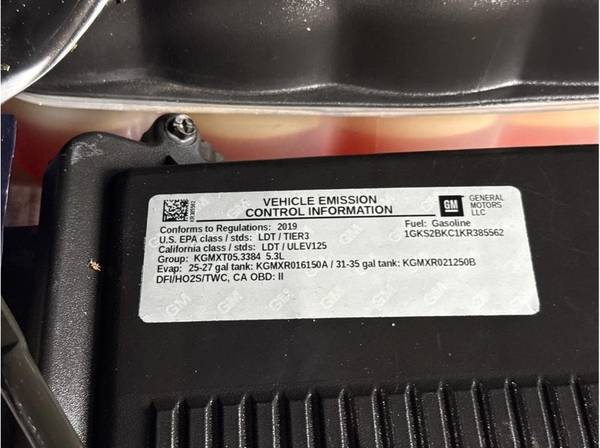 VEHICLE EMISSION
CONTROL INFORMATION
GM
GENERAL
MOTORS
LLC
Conforms to Regulations: 2019
Fuel: Gasoline
U.S. EPA class / stds: LDT / TIER3
1GKS2BKC1KR385562
California class / stds: LDT / ULEV125
Group: KGMXT05.3384 5.3L
Evap: 25-27 gal tank: KGMXR016150A / 31-35 gal tank: KGMXR021250B
DFI/HO2S/TWC, CA OBD: II